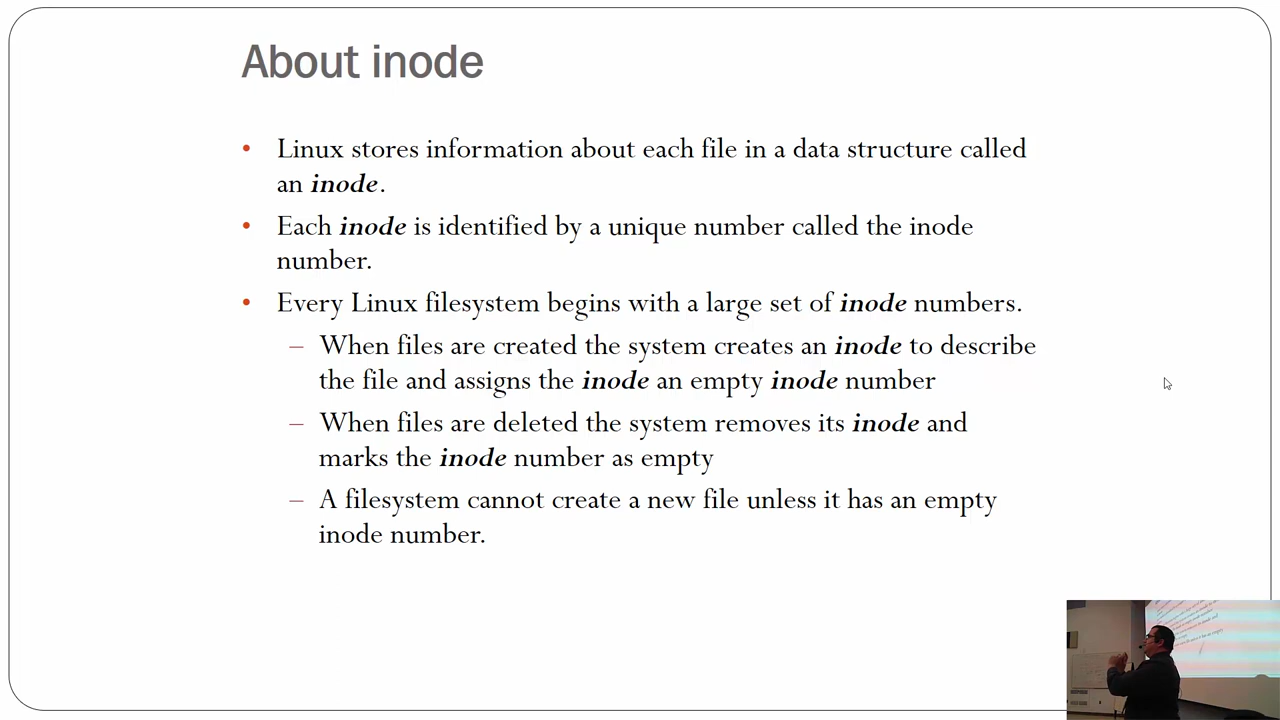 About inode
• Linux stores information about each file in a data structure called
an inode.
• Each inode is identified by a unique number called the inode
number.
• Every Linux filesystem begins with a large set of inode numbers.
– When files are created the system creates an inode to describe
the file and assigns the inode an empty inode number
– When files are deleted the system removes its inode and
marks the inode number as empty
– A filesystem cannot create a new file unless it has an empty
inode number.